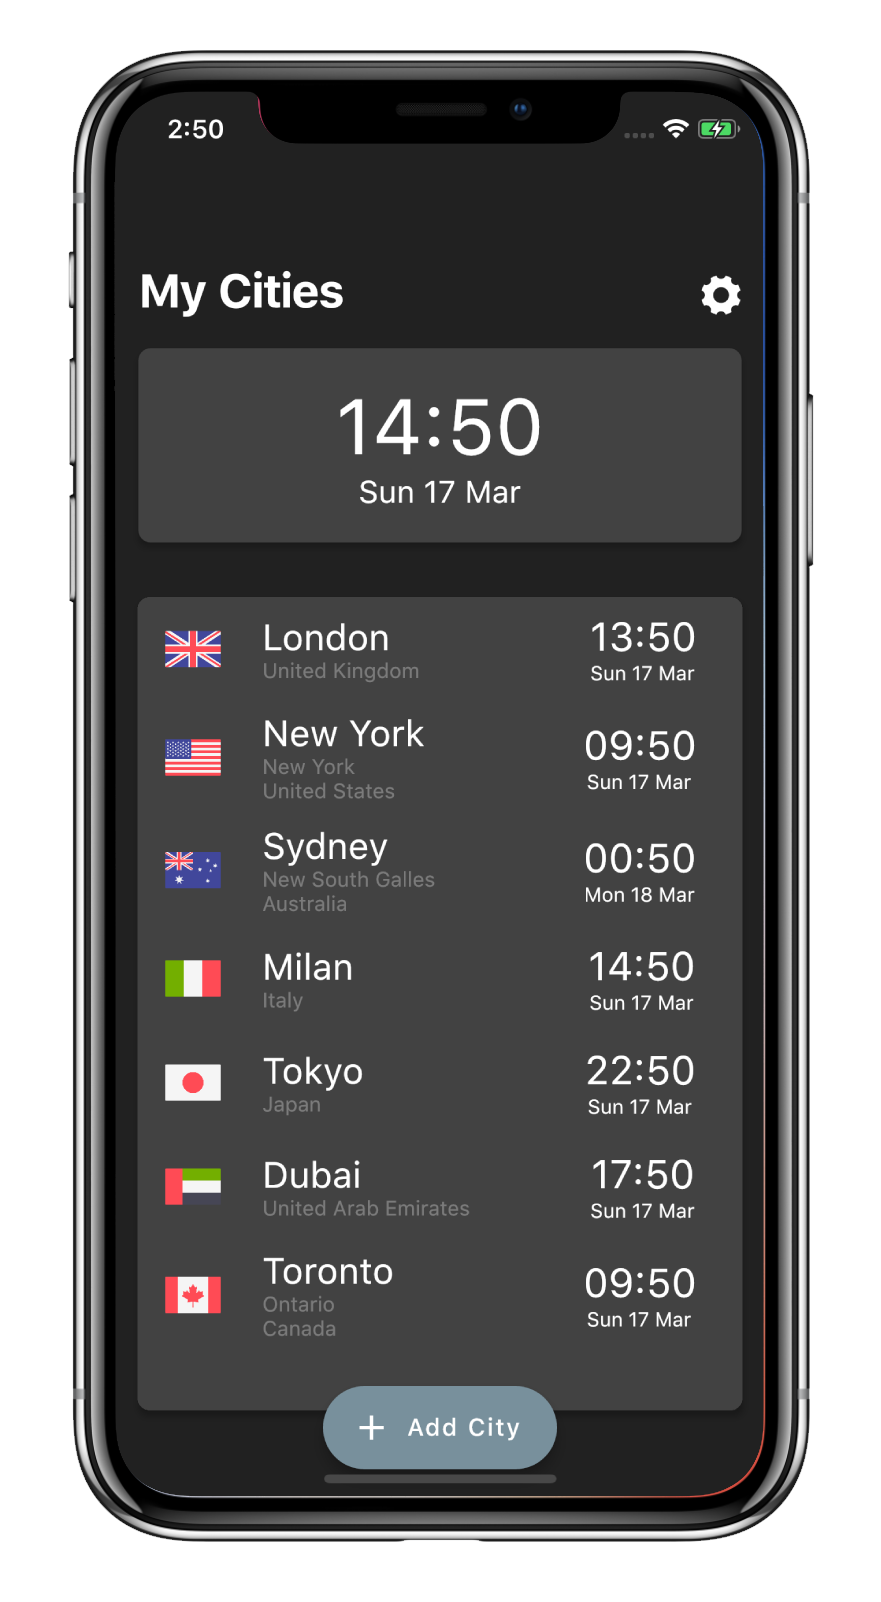 2:50
My Cities
14:50
Sun 17 Mar
London
United Kingdom
13:50
Sun 17 Mar
New York
New York
United States
09:50
Sun 17 Mar
Sydney
New South Galles
Australia
00:50
Mon 18 Mar
Milan
Italy
14:50
Sun 17 Mar
Tokyo
Japan
22:50
Sun 17 Mar
Dubai
United Arab Emirates
17:50
Sun 17 Mar
Toronto
Ontario
Canada
09:50
Sun 17 Mar
+ Add City